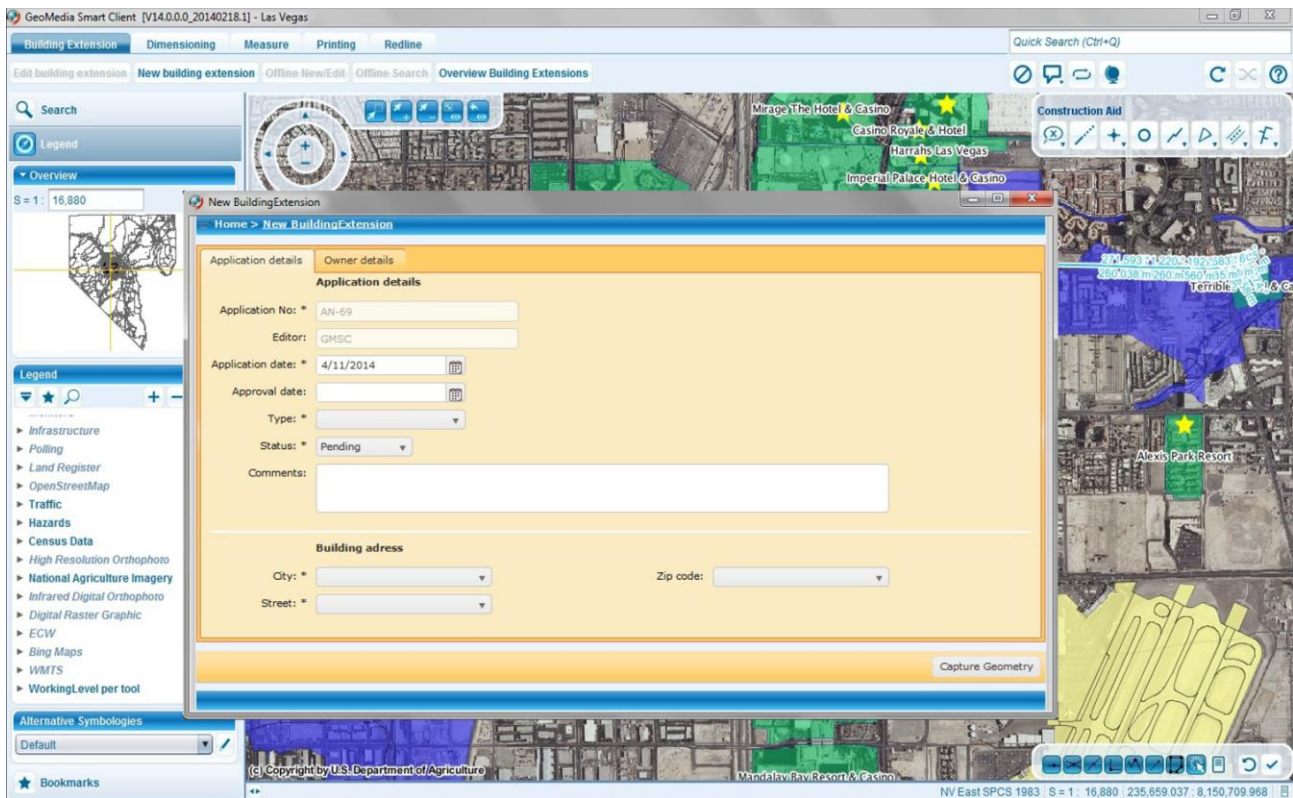 GeoMedia Smart Client [V14.0.0.0_20140218.1] - Las Vegas
Building Extension Dimensioning Measure Printing Redline
Quick Search (Ctrl+Q)
Edit building extension New building extension Offline New/Edit Offline Search Overview Building Extensions
Search
Legend
Overview
S = 1 : 16,880
Construction Aid
Mirage The Hotel & Casino
Casino Royale & Hotel
Harrahs Las Vegas
Imperial Palace Hotel & Casino
New BuildingExtension
Home > New BuildingExtension
Application details Owner details
Application details
Application No: * AN-69
Editor: GMSC
Application date: * 4/11/2014
Approval date:
Type: *
Status: * Pending
Comments:
Building adress
City: *
Zip code:
Street: *
Capture Geometry
Terrible
Alexis Park Resort
Legend
Infrastructure
Polling
Land Register
OpenStreetMap
Traffic
Hazards
Census Data
High Resolution Orthophoto
National Agriculture Imagery
Infrared Digital Orthophoto
Digital Raster Graphic
ECW
Bing Maps
WMTS
WorkingLevel per tool
Alternative Symbologies
Default
Bookmarks
(c) Copyright by U.S. Department of Agriculture
Mandalay Bay Resort & Casino
NV East SPCS 1983 S = 1 : 16,880 235,659.037 : 8,150,709.968